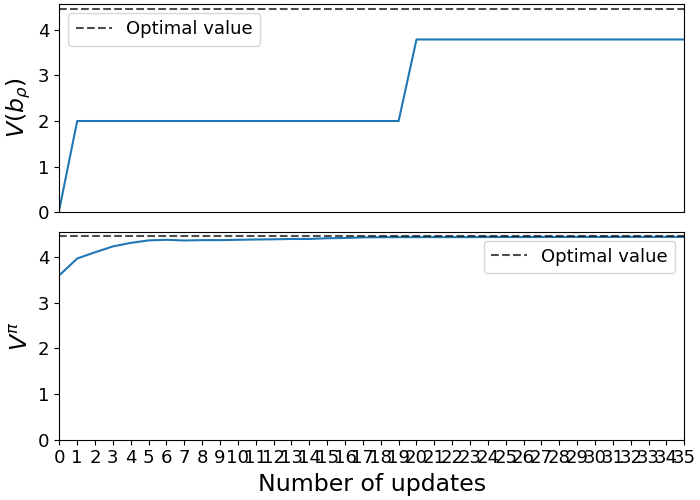 4
3
2
1
0
V(b_ρ)
Optimal value
4
3
2
1
0
V^π
Optimal value
0 1 2 3 4 5 6 7 8 9 10 11 12 13 14 15 16 17 18 19 20 21 22 23 24 25 26 27 28 29 30 31 32 33 34 35
Number of updates